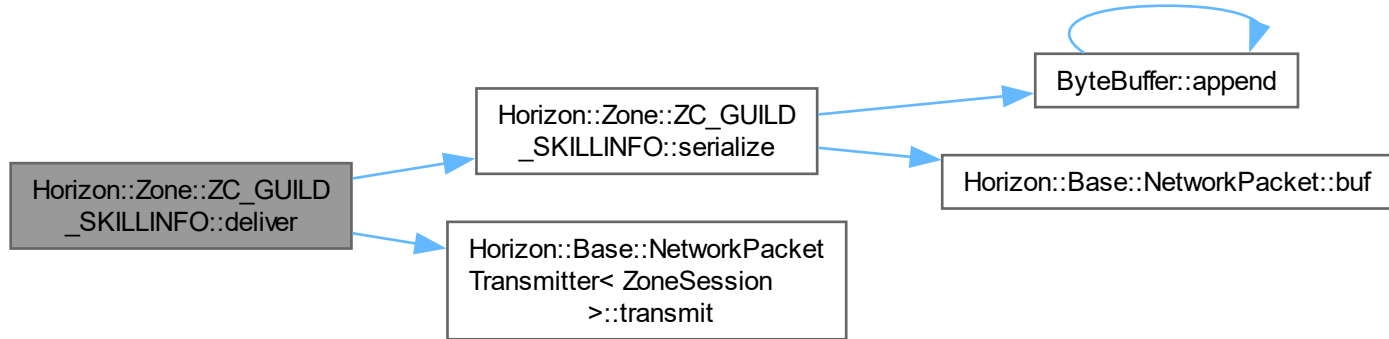 Horizon::Zone::ZC_GUILD
_SKILLINFO::deliver
Horizon::Zone::ZC_GUILD
_SKILLINFO::serialize
ByteBuffer::append
Horizon::Base::NetworkPacket::buf
Horizon::Base::NetworkPacket
Transmitter< ZoneSession
>::transmit